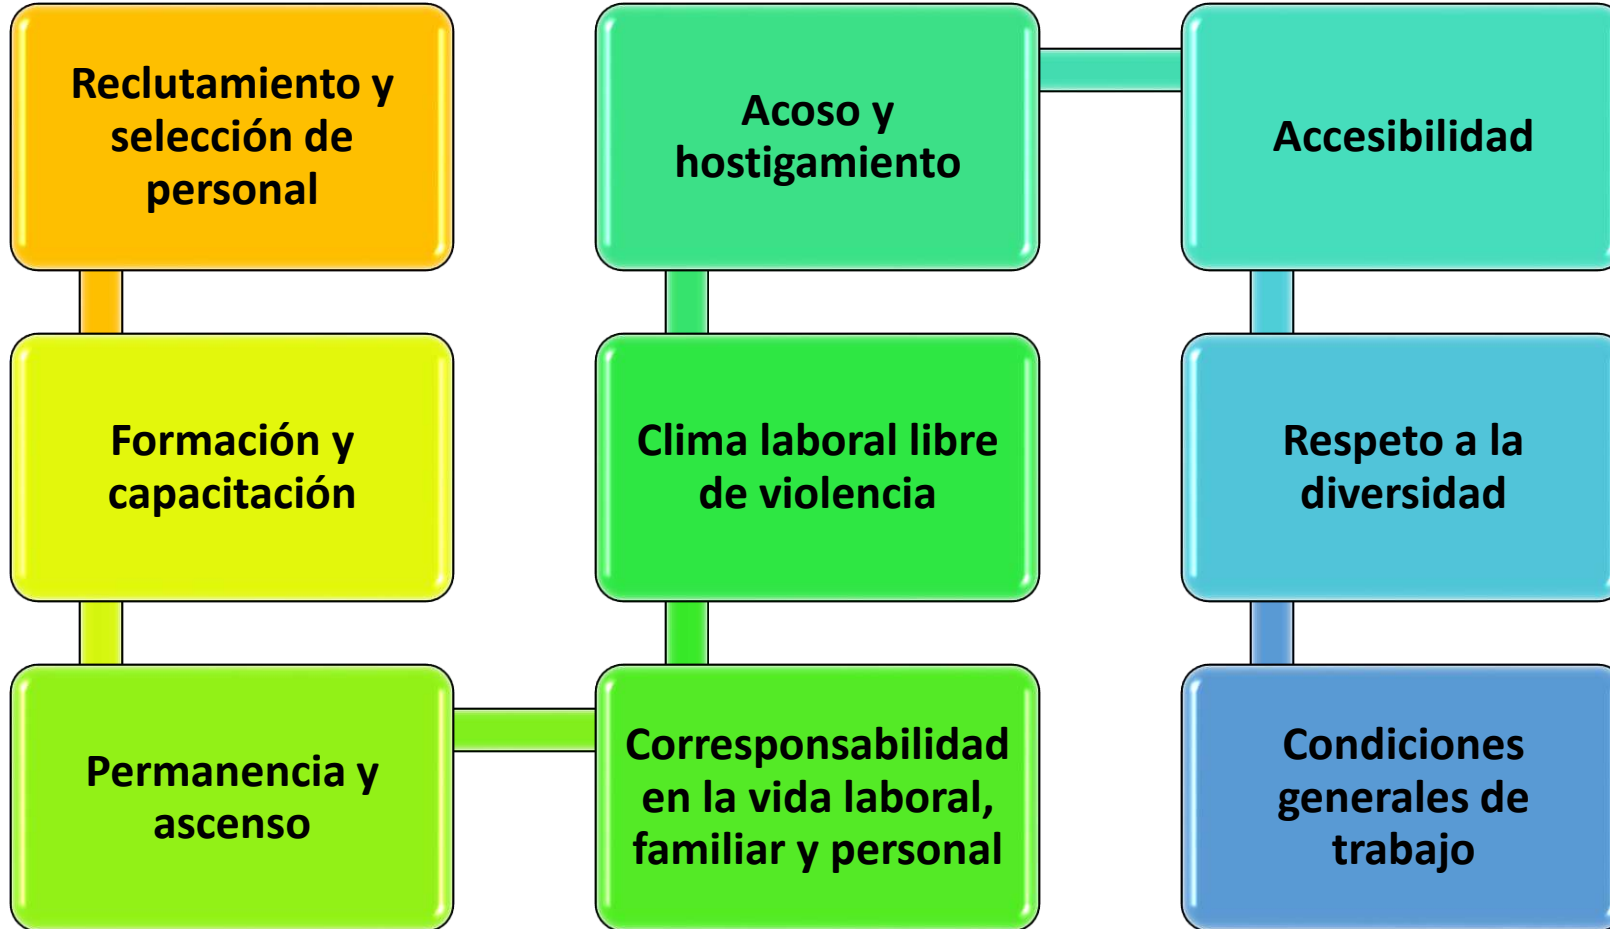 Reclutamiento y
selección de
personal
Formación y
capacitación
Permanencia y
ascenso
Corresponsabilidad
en la vida laboral,
familiar y personal
Clima laboral libre
de violencia
Acoso y
hostigamiento
Accesibilidad
Respeto a la
diversidad
Condiciones
generales de
trabajo